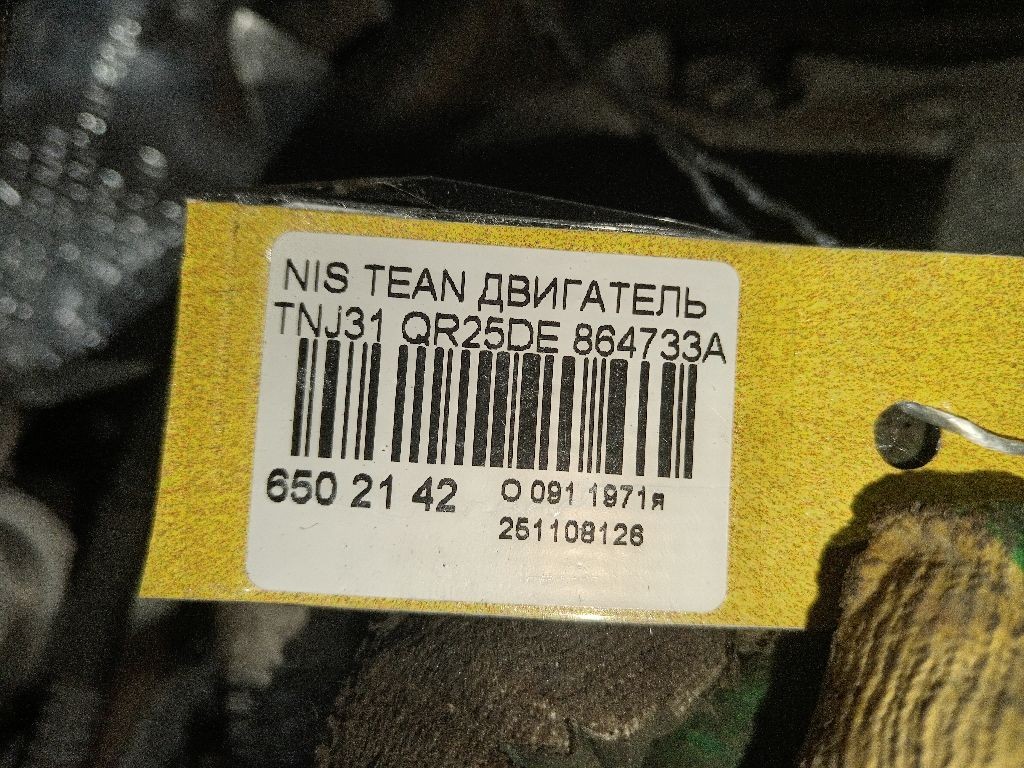 NIS TEAN ДВИГАТЕЛЬ
TNJ31 QR25DE 864733A
650 21 42
O 091 1971я
251108126